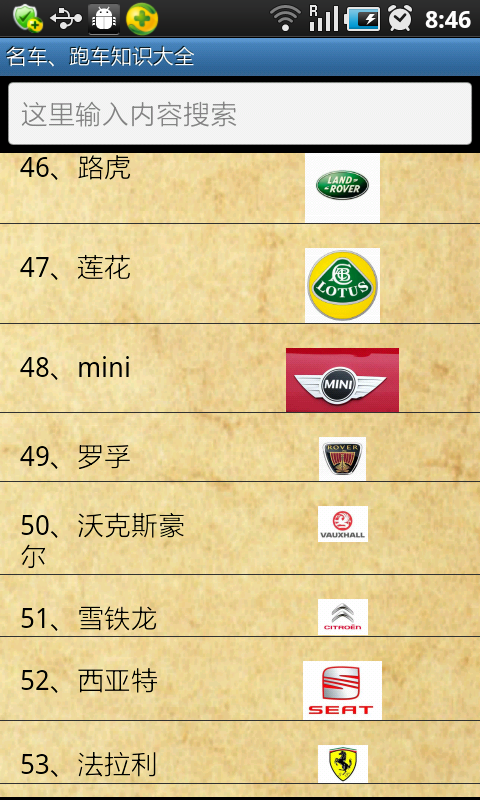 R
8:46
名车、跑车知识大全
这里输入内容搜索
46、路虎
LAND-
-ROVER
47、莲花
LOTUS
48、mini
MINI
49、罗孚
ROVER
50、沃克斯豪
尔
VAUXHALL
51、雪铁龙
CITROËN
52、西亚特
SEAT
53、法拉利